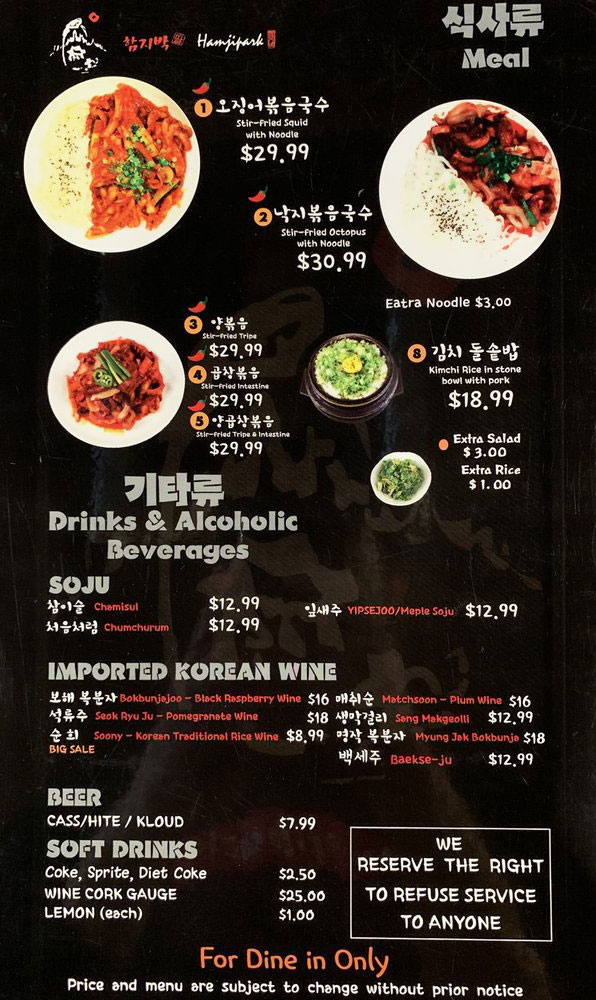 함지박 Hamjipark
식사류
Meal
1 오징어볶음국수
Stir-fried Squid
with Noodle
$29.99
2 낙지볶음국수
Stir-fried Octopus
with Noodle
$30.99
Eatra Noodle $3.00
3 양볶음
Stir-fried Tripe
$29.99
4 곱창볶음
Stir-fried Intestine
$29.99
5 양곱창볶음
Stir-fried Tripe & Intestine
$29.99
8 김치 돌솥밥
Kimchi Rice in stone
bowl with pork
$18.99
Extra Salad
$3.00
Extra Rice
$1.00
기타류
Drinks & Alcoholic
Beverages
SOJU
참이슬 Chamisul $12.99
처음처럼 Chumchurum $12.99
잎새주 YIPSEJOO/Meple Soju $12.99
IMPORTED KOREAN WINE
보해 복분자 Bokbunjajoo - Black Raspberry Wine $16
석류주 Seok Ryu Ju - Pomegranate Wine $18
순희 Soony - Korean Traditional Rice Wine $8.99
BIG SALE
매취순 Matchsoon - Plum Wine $16
생막걸리 Sang Makgeolli $12.99
명작 복분자 Myung Jak Bokbunja $18
백세주 Baekse-ju $12.99
BEER
CASS/HITE / KLOUD $7.99
SOFT DRINKS
Coke, Sprite, Diet Coke $2.50
WINE CORK GAUGE $25.00
LEMON (each) $1.00
WE
RESERVE THE RIGHT
TO REFUSE SERVICE
TO ANYONE
For Dine in Only
Price and menu are subject to change without prior notice